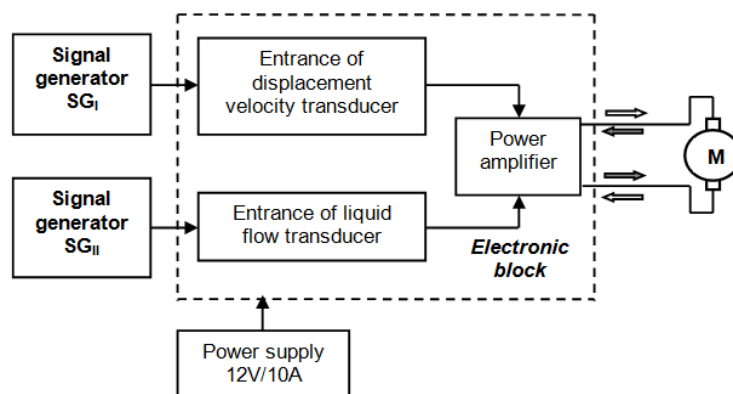 Signal
generator
SGI
Entrance of
displacement
velocity transducer
Power
amplifier
M
Signal
generator
SGII
Entrance of liquid
flow transducer
Electronic
block
Power supply
12V/10A